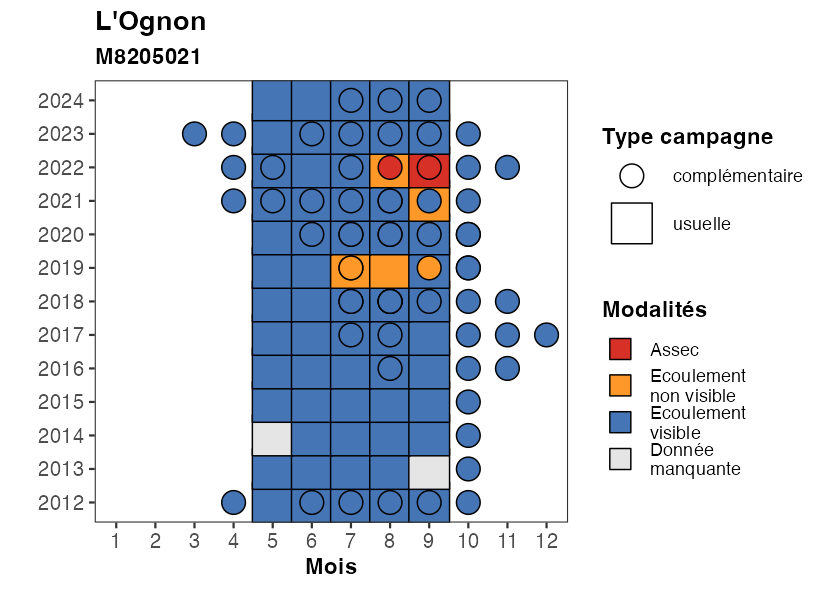 L'Ognon
M8205021
2024
2023
2022
2021
2020
2019
2018
2017
2016
2015
2014
2013
2012
1 2 3 4 5 6 7 8 9 10 11 12
Mois
Type campagne
complémentaire
usuelle
Modalités
Assec
Ecoulement
non visible
Ecoulement
visible
Donnée
manquante